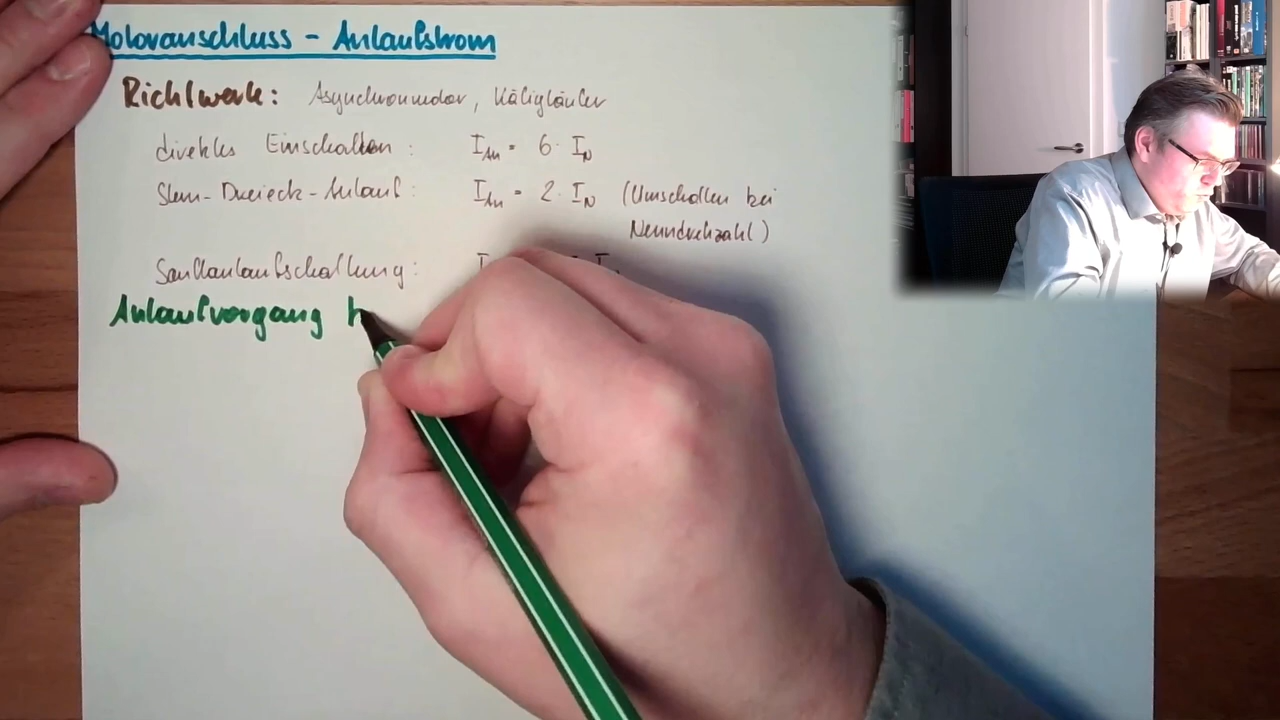 Motoranschluss - Anlaufstrom
Richtwerte: Asynchronmotor, Käfigläufer
direktes Einschalten: I_An = 6 · I_N
Stern-Dreieck-Anlauf: I_An = 2 · I_N (Umschalten bei
Nenndrehzahl)
Sanftanlaufschaltung: I
Anlaufvorgang